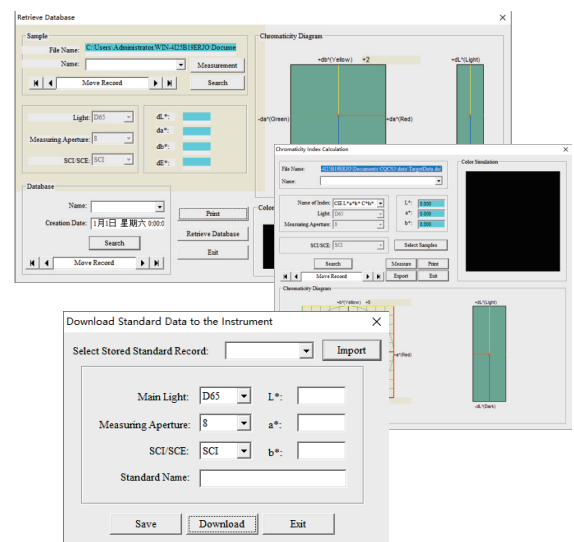 Retrieve Database
Sample
File Name: C:\Users\Administrator.WIN-4I25B18ERJO\Docume
Name:
Measurement
Move Record
Search
Light: D65
Measuring Aperture: 8
SCI/SCE: SCI
dL*:
da*:
db*:
dE*:
Database
Name:
Creation Date: 1月1日 星期六 0:00:0
Search
Move Record
Print
Retrieve Database
Exit
Chromaticity Diagram
+db*(Yellow) +2
+dL*(Light)
-da*(Green)
+da*(Red)
Color
Chromaticity Index Calculation
File Name:
Name:
Name of Index: CIE L*a*b* C*h*
Light: D65
Measuring Aperture: 8
L*: 0.000
a*: 0.000
b*: 0.000
SCI/SCE: SCI
Select Samples
Search
Measure
Print
Move Record
Export
Exit
Color Simulation
Chromaticity Diagram
+a*(Red)
+dL*(Light)
-dL*(Dark)
Download Standard Data to the Instrument
Select Stored Standard Record:
Import
Main Light: D65
L*:
Measuring Aperture: 8
a*:
SCI/SCE: SCI
b*:
Standard Name:
Save
Download
Exit